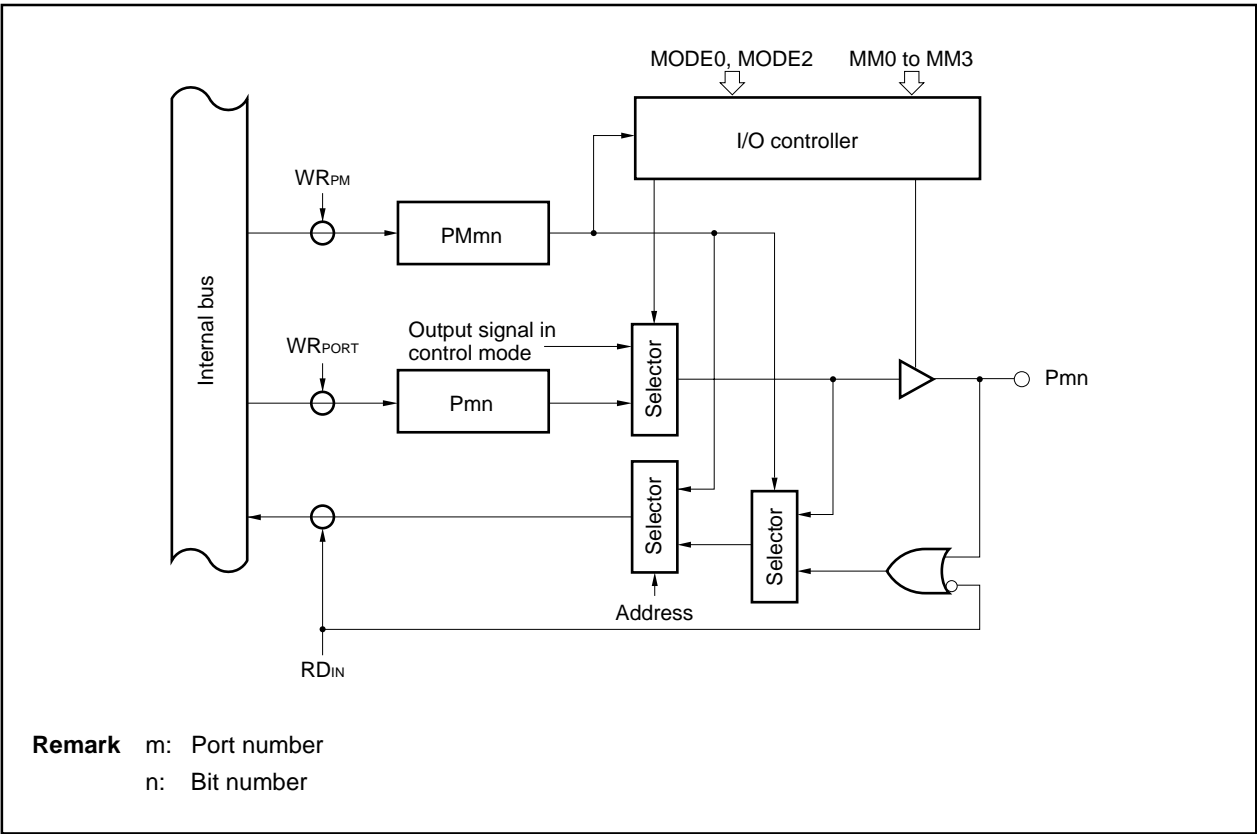 MODE0, MODE2
MM0 to MM3
I/O controller
WRPM
PMmn
Internal bus
Output signal in
control mode
WRPORT
Pmn
Selector
Pmn
Selector
Selector
Address
RDIN
Remark m: Port number
n: Bit number